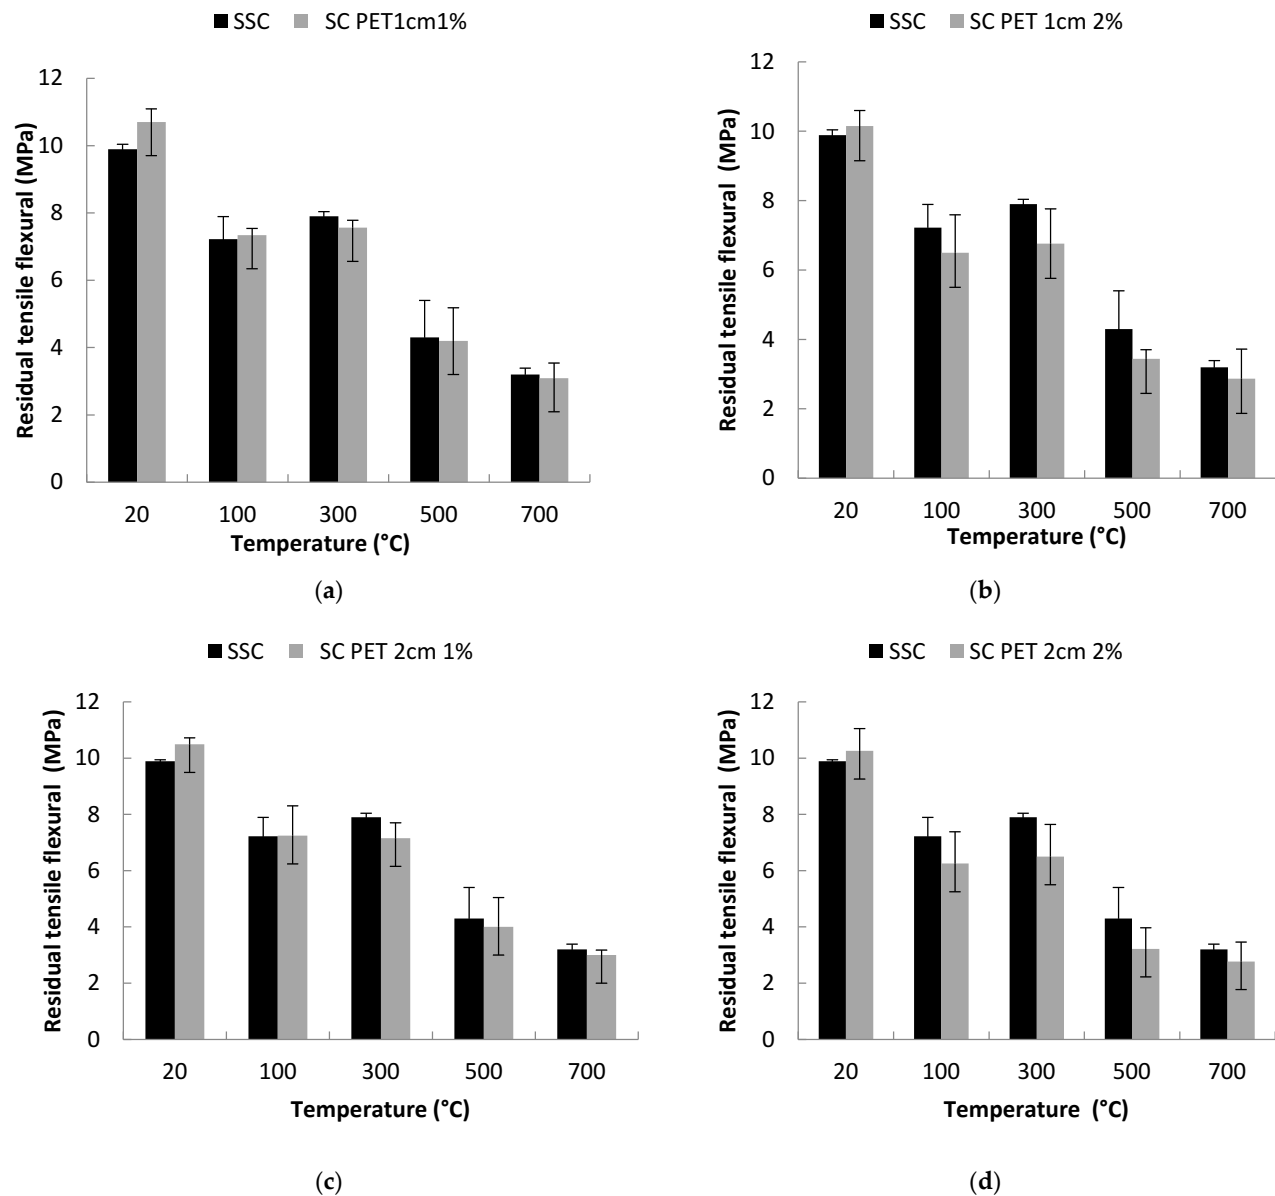 SSC SC PET1cm1%
12
10
8
6
4
2
0
Residual tensile flexural (MPa)
20 100 300 500 700
Temperature (°C)
(a)
SSC SC PET 1cm 2%
12
10
8
6
4
2
0
Residual tensile flexural (MPa)
20 100 300 500 700
Temperature (°C)
(b)
SSC SC PET 2cm 1%
12
10
8
6
4
2
0
Residual tensile flexural (MPa)
20 100 300 500 700
Temperature (°C)
(c)
SSC SC PET 2cm 2%
12
10
8
6
4
2
0
Residual tensile flexural (MPa)
20 100 300 500 700
Temperature (°C)
(d)